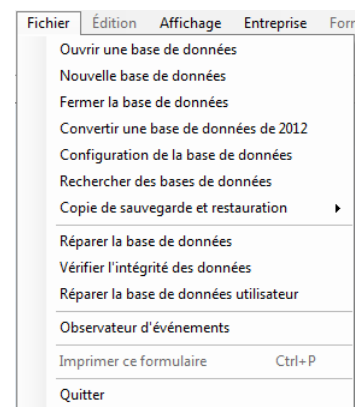 Fichier Édition Affichage Entreprise Forr
Ouvrir une base de données
Nouvelle base de données
Fermer la base de données
Convertir une base de données de 2012
Configuration de la base de données
Rechercher des bases de données
Copie de sauvegarde et restauration
Réparer la base de données
Vérifier l'intégrité des données
Réparer la base de données utilisateur
Observateur d'événements
Imprimer ce formulaire Ctrl+P
Quitter